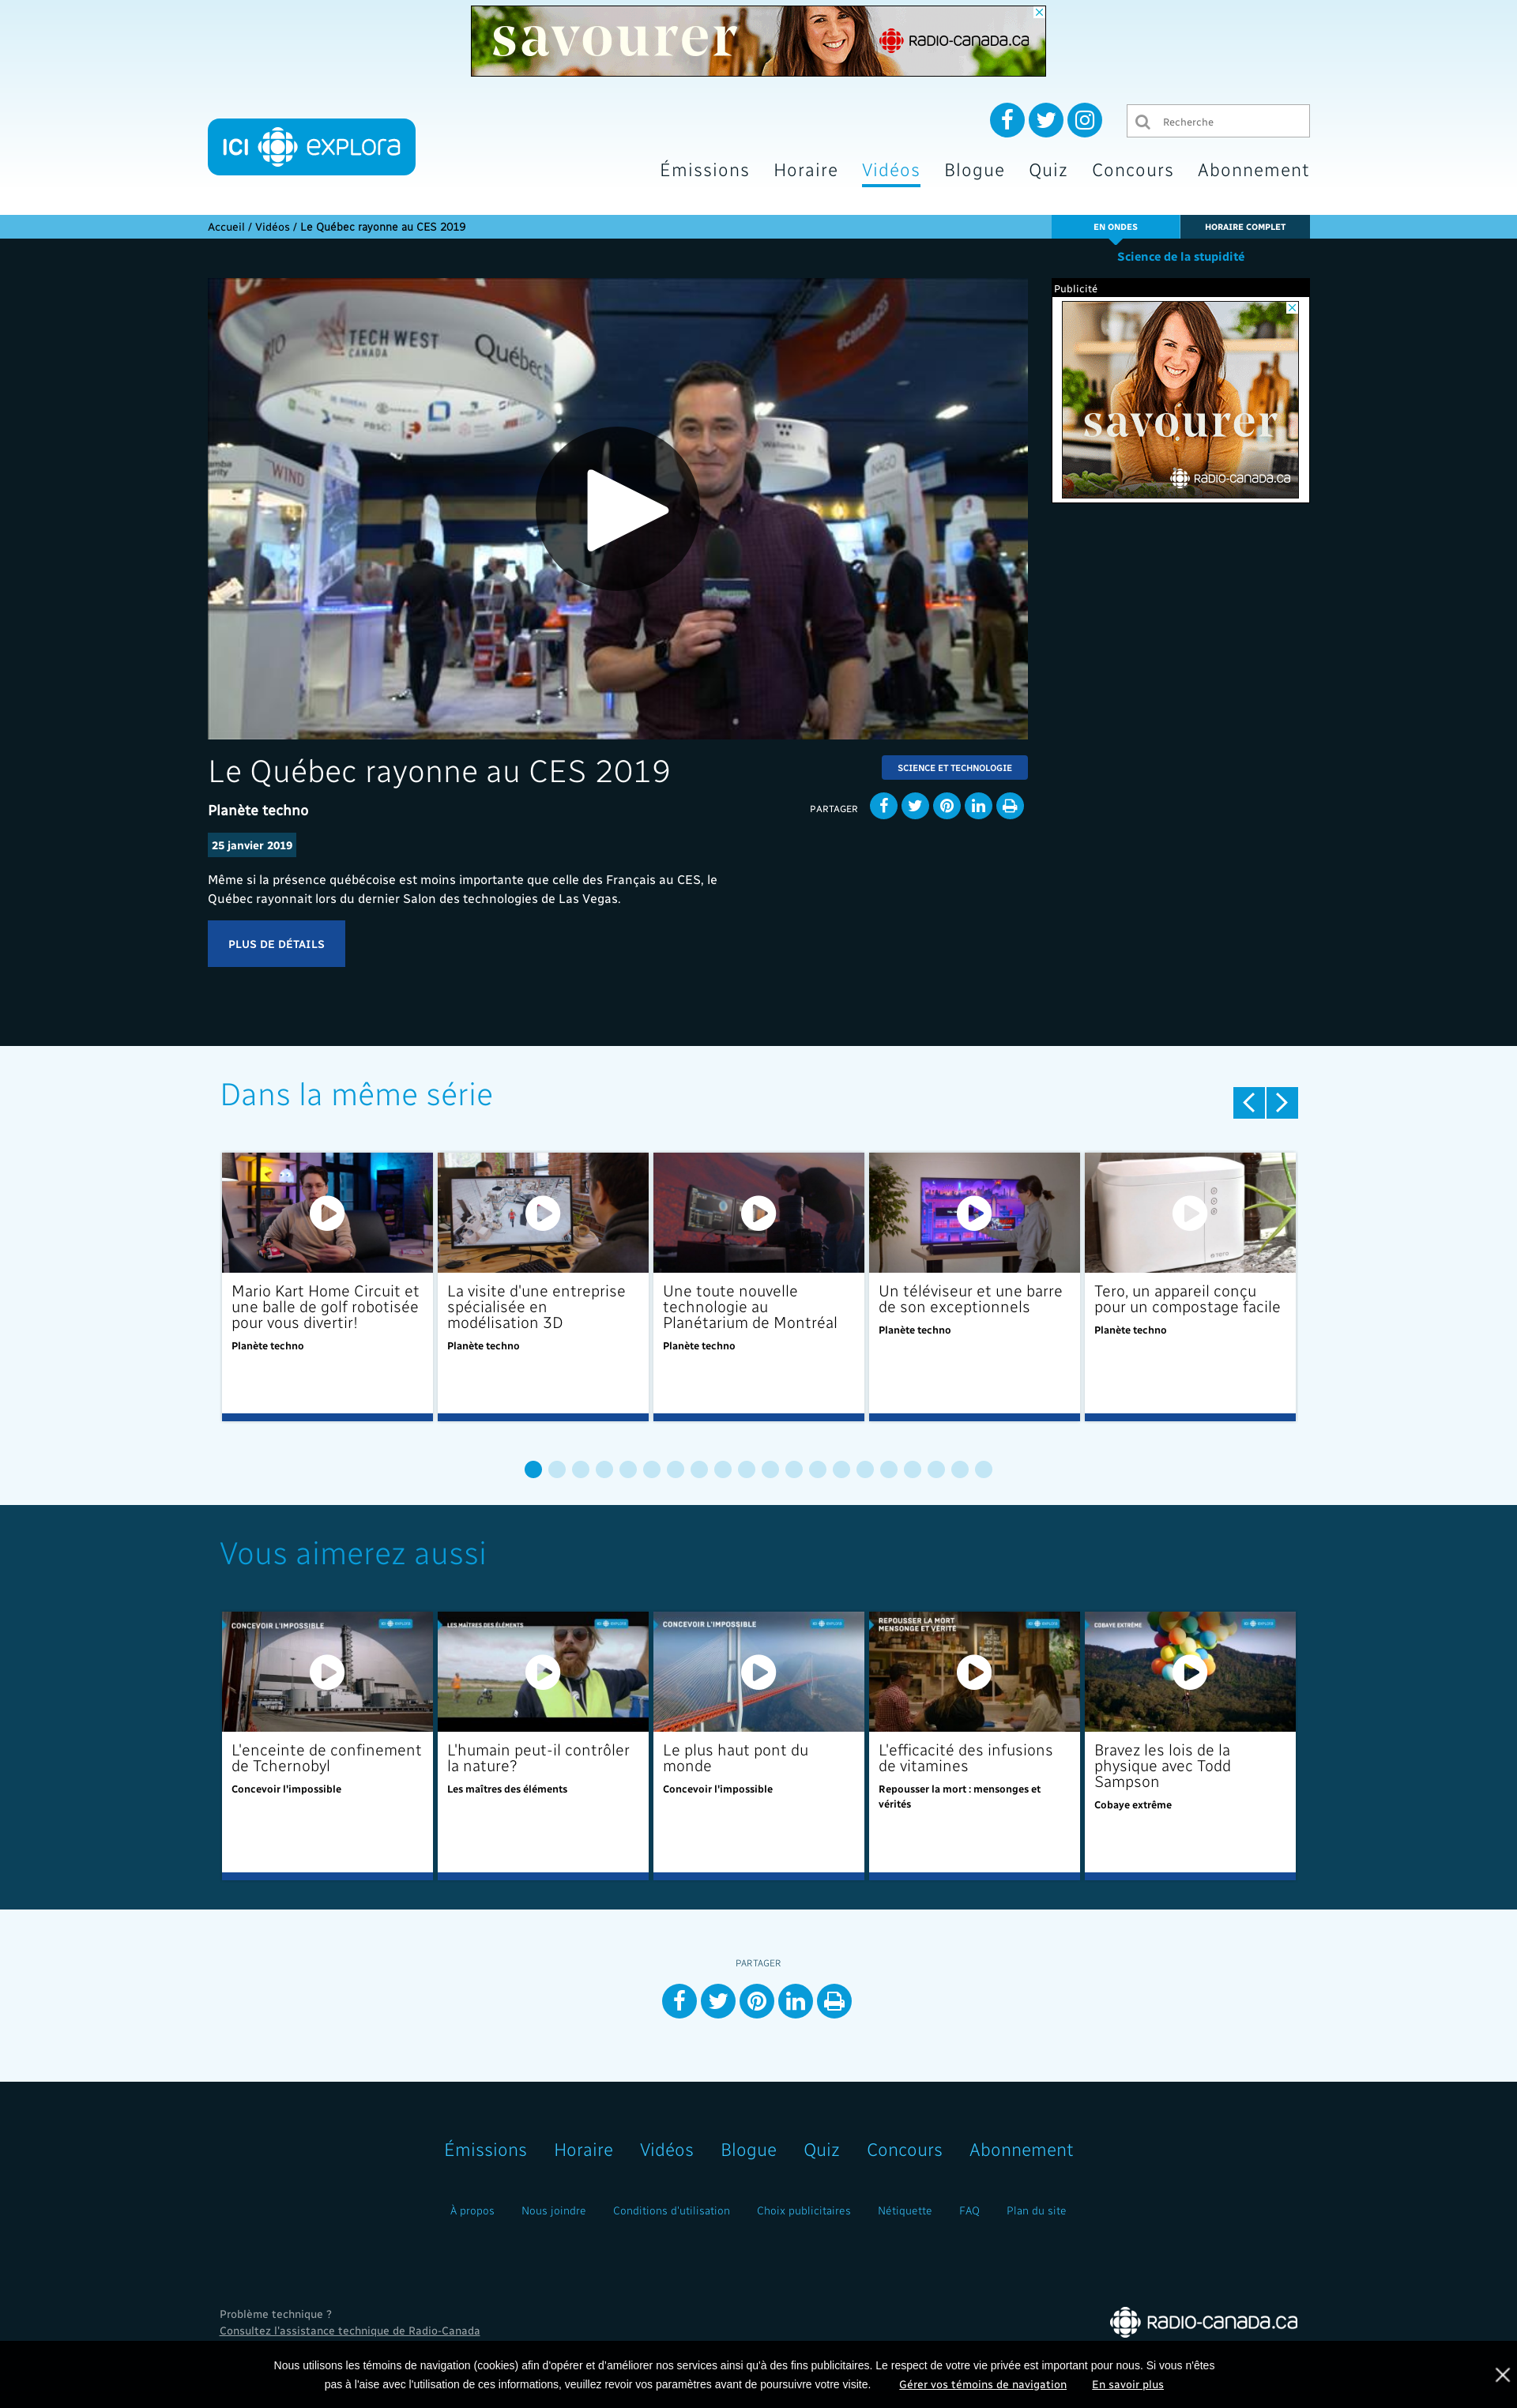 savourer
RADIO-CANADA.CA
Recherche
ICI explora
Émissions Horaire Vidéos Blogue Quiz Concours Abonnement
Accueil / Vidéos / Le Québec rayonne au CES 2019
EN ONDES
HORAIRE COMPLET
Science de la stupidité
Publicité
TECH WEST
CANADA
Québec
#CanadaCES
WIND
savourer
RADIO-CANADA.CA
Le Québec rayonne au CES 2019
SCIENCE ET TECHNOLOGIE
Planète techno
PARTAGER
25 janvier 2019
Même si la présence québécoise est moins importante que celle des Français au CES, le
Québec rayonnait lors du dernier Salon des technologies de Las Vegas.
PLUS DE DÉTAILS
Dans la même série
Mario Kart Home Circuit et
une balle de golf robotisée
pour vous divertir!
Planète techno
La visite d'une entreprise
spécialisée en
modélisation 3D
Planète techno
Une toute nouvelle
technologie au
Planétarium de Montréal
Planète techno
Un téléviseur et une barre
de son exceptionnels
Planète techno
Tero, un appareil conçu
pour un compostage facile
Planète techno
Vous aimerez aussi
CONCEVOIR L'IMPOSSIBLE
L'enceinte de confinement
de Tchernobyl
Concevoir l'impossible
LES MAÎTRES DES ÉLÉMENTS
L'humain peut-il contrôler
la nature?
Les maîtres des éléments
CONCEVOIR L'IMPOSSIBLE
Le plus haut pont du
monde
Concevoir l'impossible
REPOUSSER LA MORT
MENSONGE ET VÉRITÉ
L'efficacité des infusions
de vitamines
Repousser la mort : mensonges et
vérités
COBAYE EXTRÊME
Bravez les lois de la
physique avec Todd
Sampson
Cobaye extrême
PARTAGER
Émissions Horaire Vidéos Blogue Quiz Concours Abonnement
À propos Nous joindre Conditions d'utilisation Choix publicitaires Nétiquette FAQ Plan du site
Problème technique ?
Consultez l'assistance technique de Radio-Canada
RADIO-CANADA.CA
Nous utilisons les témoins de navigation (cookies) afin d'opérer et d'améliorer nos services ainsi qu'à des fins publicitaires. Le respect de votre vie privée est important pour nous. Si vous n'êtes
pas à l'aise avec l'utilisation de ces informations, veuillez revoir vos paramètres avant de poursuivre votre visite. Gérer vos témoins de navigation En savoir plus